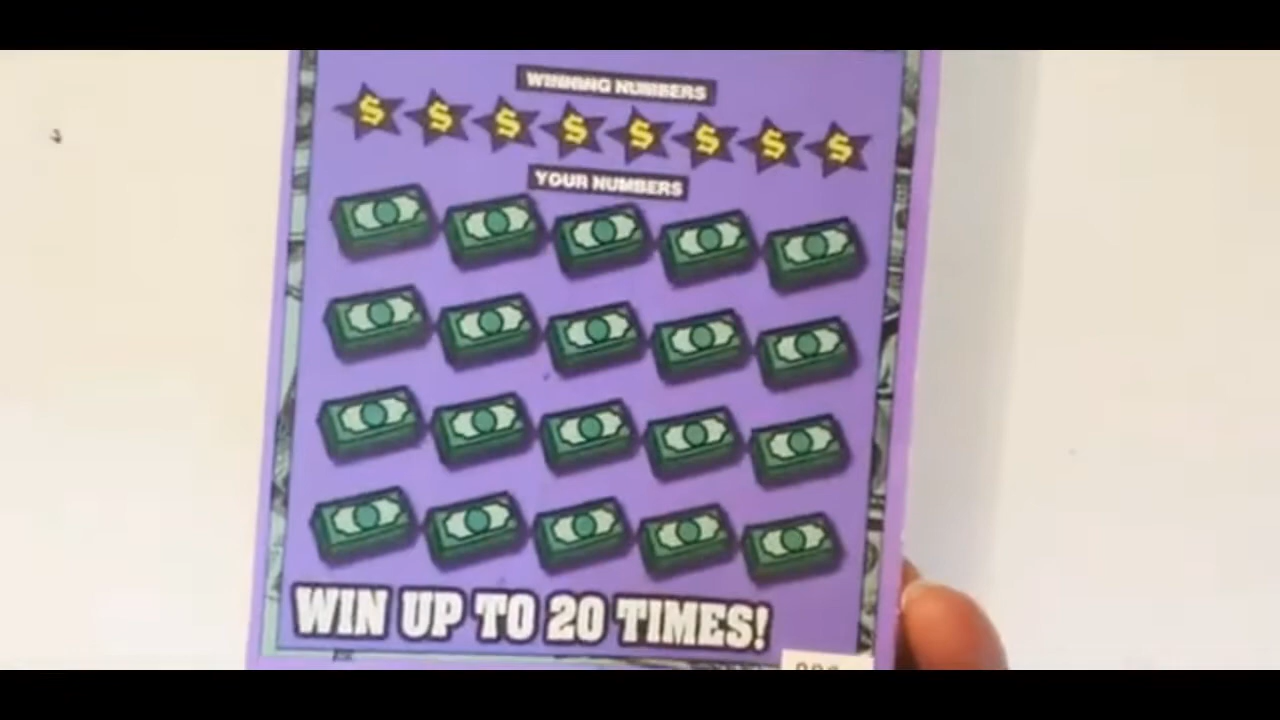 WINNING NUMBERS
$ $ $ $ $ $ $ $
YOUR NUMBERS
WIN UP TO 20 TIMES!